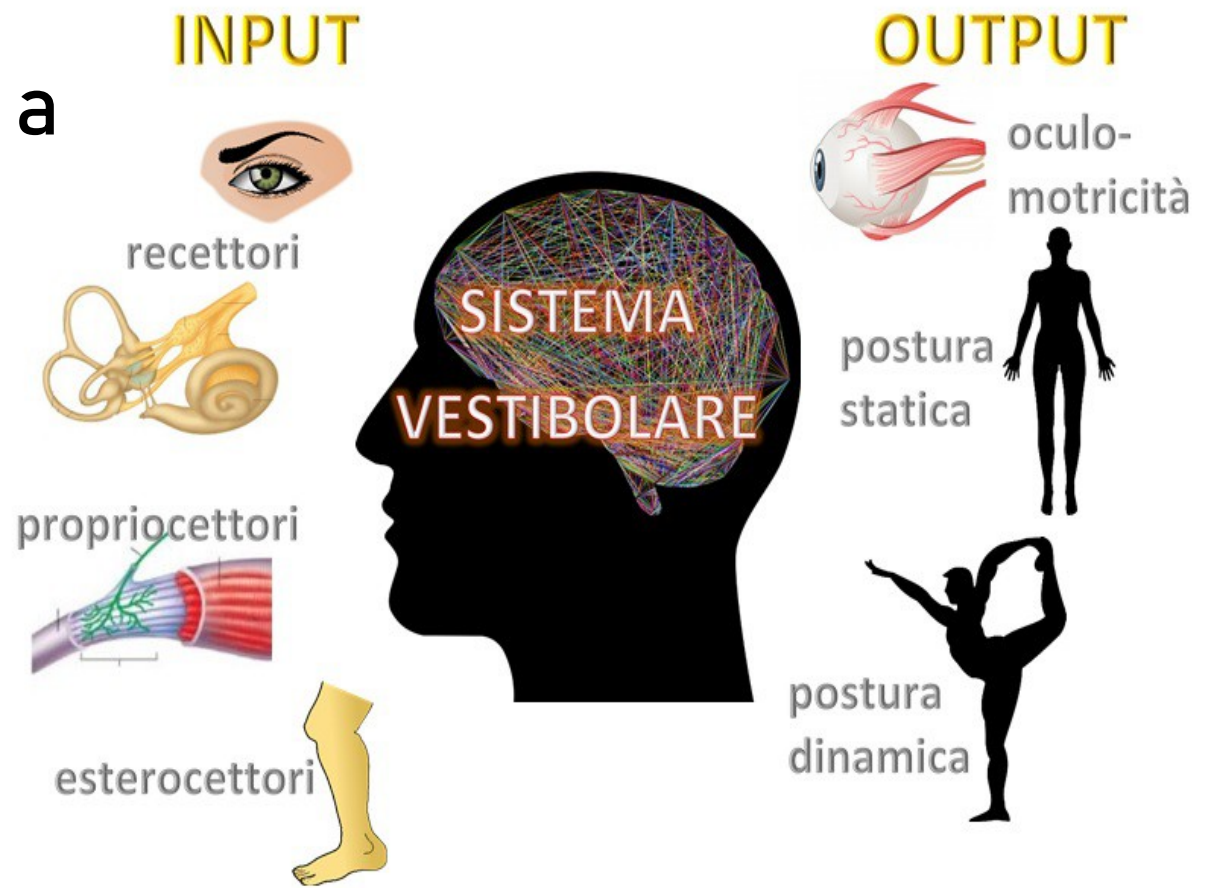 INPUT
OUTPUT
a
recettori
propriocettori
esterocettori
SISTEMA
VESTIBOLARE
oculo-
motricità
postura
statica
postura
dinamica